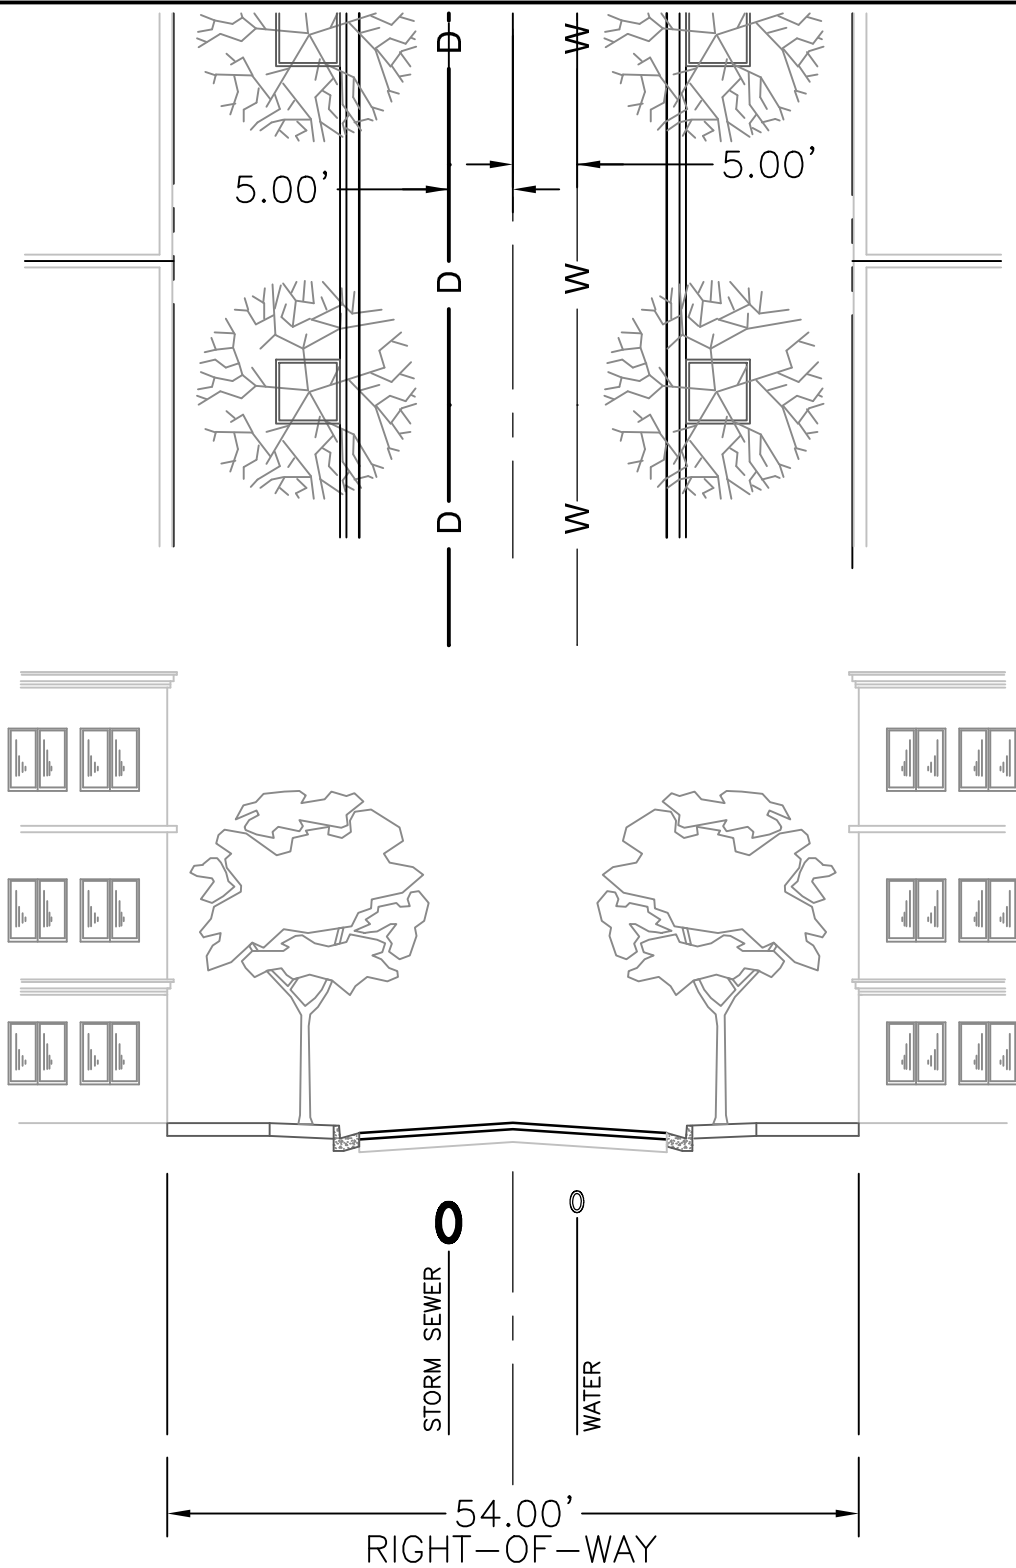 D W
5.00'
5.00'
D W
D W
STORM SEWER
WATER
54.00'
RIGHT-OF-WAY